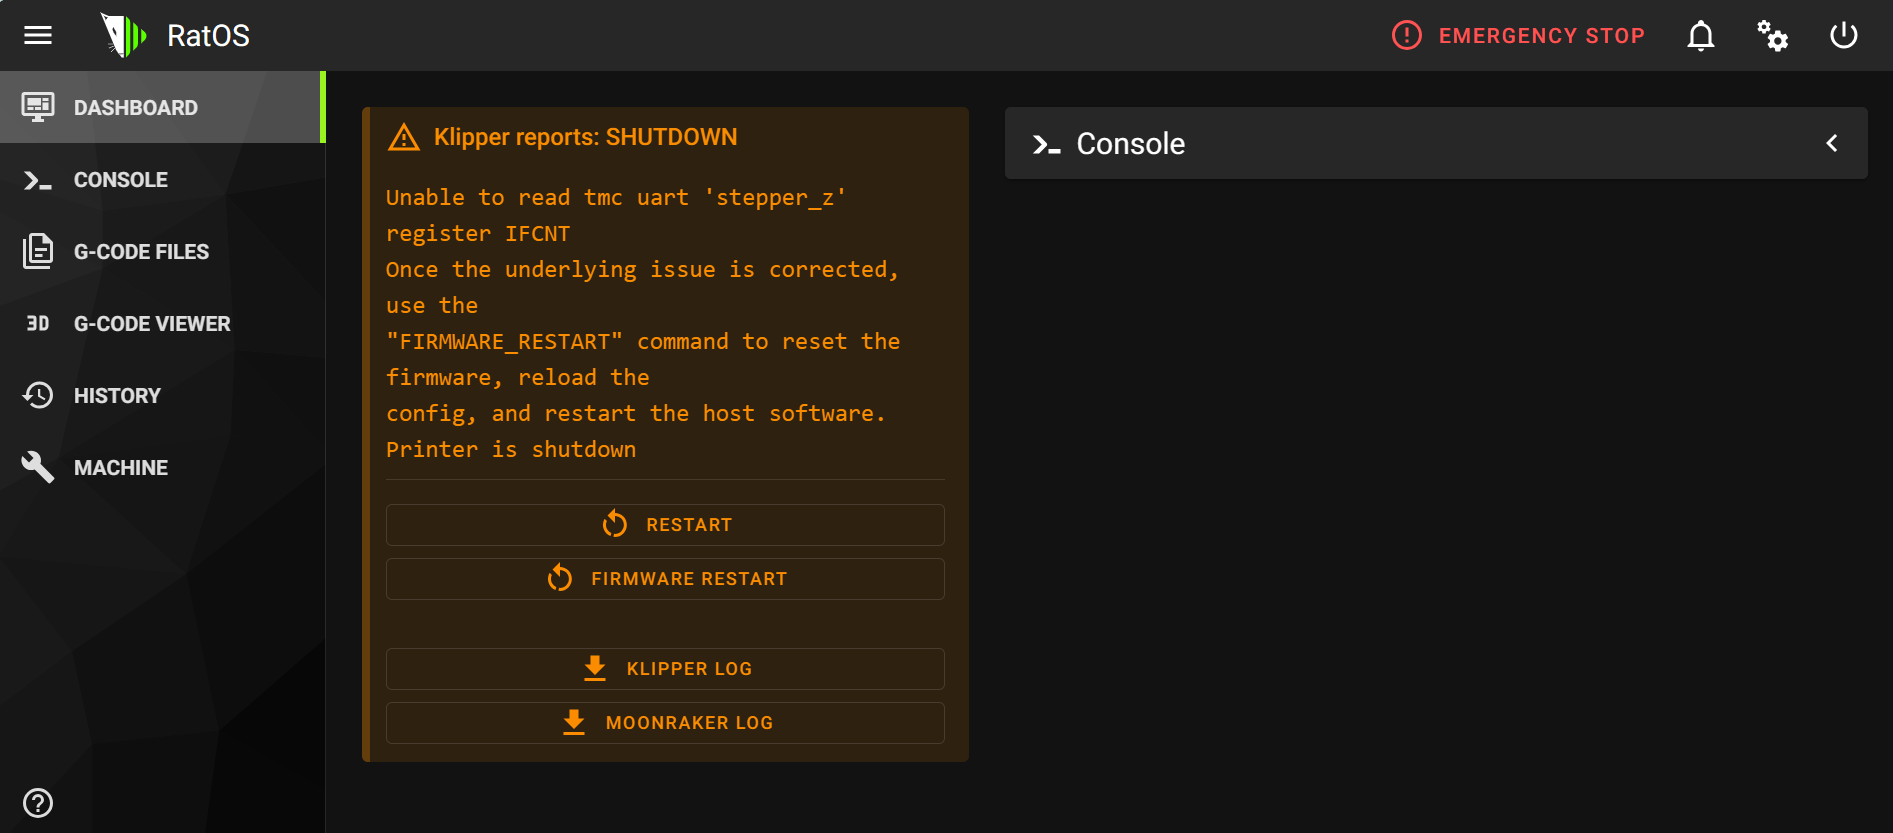 RatOS
EMERGENCY STOP
DASHBOARD
CONSOLE
G-CODE FILES
3D G-CODE VIEWER
HISTORY
MACHINE
Klipper reports: SHUTDOWN
Unable to read tmc uart 'stepper_z'
register IFCNT
Once the underlying issue is corrected,
use the
"FIRMWARE_RESTART" command to reset the
firmware, reload the
config, and restart the host software.
Printer is shutdown
RESTART
FIRMWARE RESTART
KLIPPER LOG
MOONRAKER LOG
Console